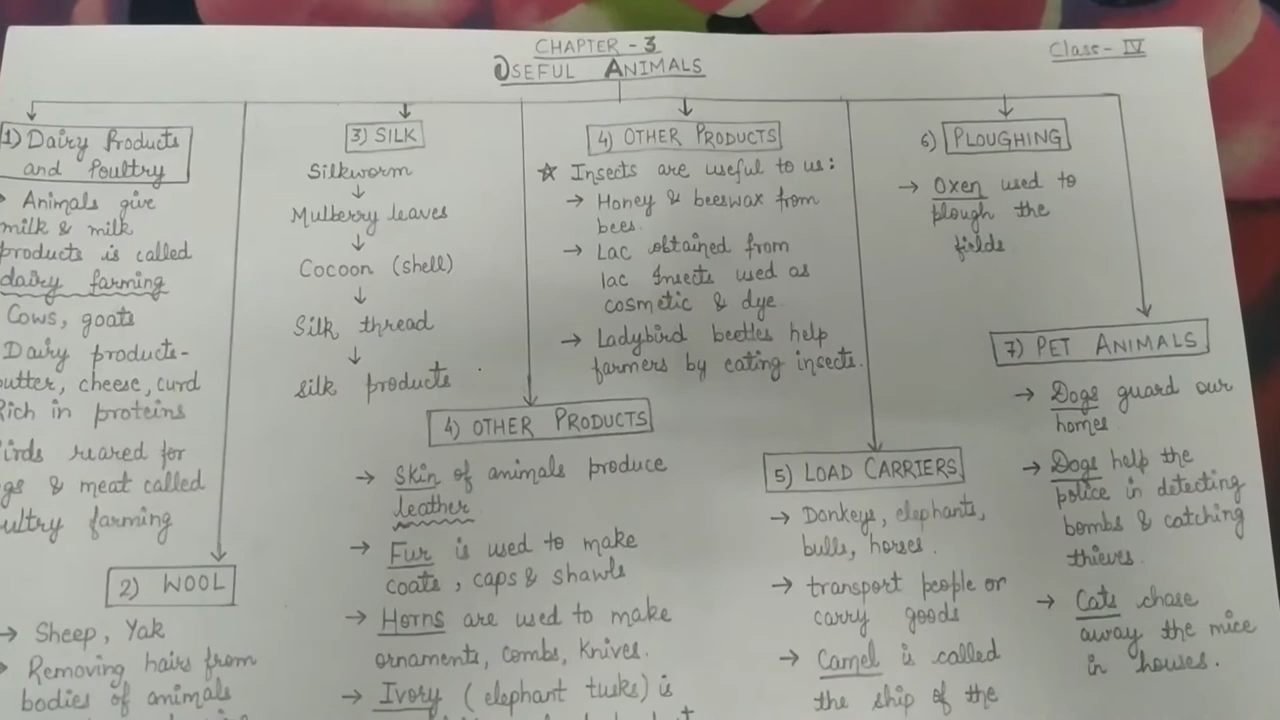 CHAPTER - 3
Class - IV
USEFUL ANIMALS
1) Dairy Products
and Poultry
Animals give
milk & milk
products is called
dairy farming
Cows, goats
Dairy products-
butter, cheese, curd
Rich in proteins
reared for
& meat called
farming
2) WOOL
→ Sheep, Yak
→ Removing hairs from
bodies of animals
3) SILK
Silkworm
↓
Mulberry leaves
↓
Cocoon (shell)
↓
Silk thread
↓
silk products
4) OTHER PRODUCTS
→ Skin of animals produce
leather
→ Fur is used to make
coats, caps & shawls
→ Horns are used to make
ornaments, combs, knives.
→ Ivory (elephant tusks) is
4) OTHER PRODUCTS
☆ Insects are useful to us:
→ Honey & beeswax from
bees.
→ Lac obtained from
lac Insects used as
cosmetic & dye
→ Ladybird beetles help
farmers by eating insects.
5) LOAD CARRIERS
→ Donkeys, elephants,
bulls, horses.
→ transport people or
carry goods
→ Camel is called
the ship of the
6) PLOUGHING
→ Oxen used to
plough the
fields
7) PET ANIMALS
→ Dogs guard our
homes
→ Dogs help the
police in detecting
bombs & catching
thieves.
→ Cats chase
away the mice
in houses.